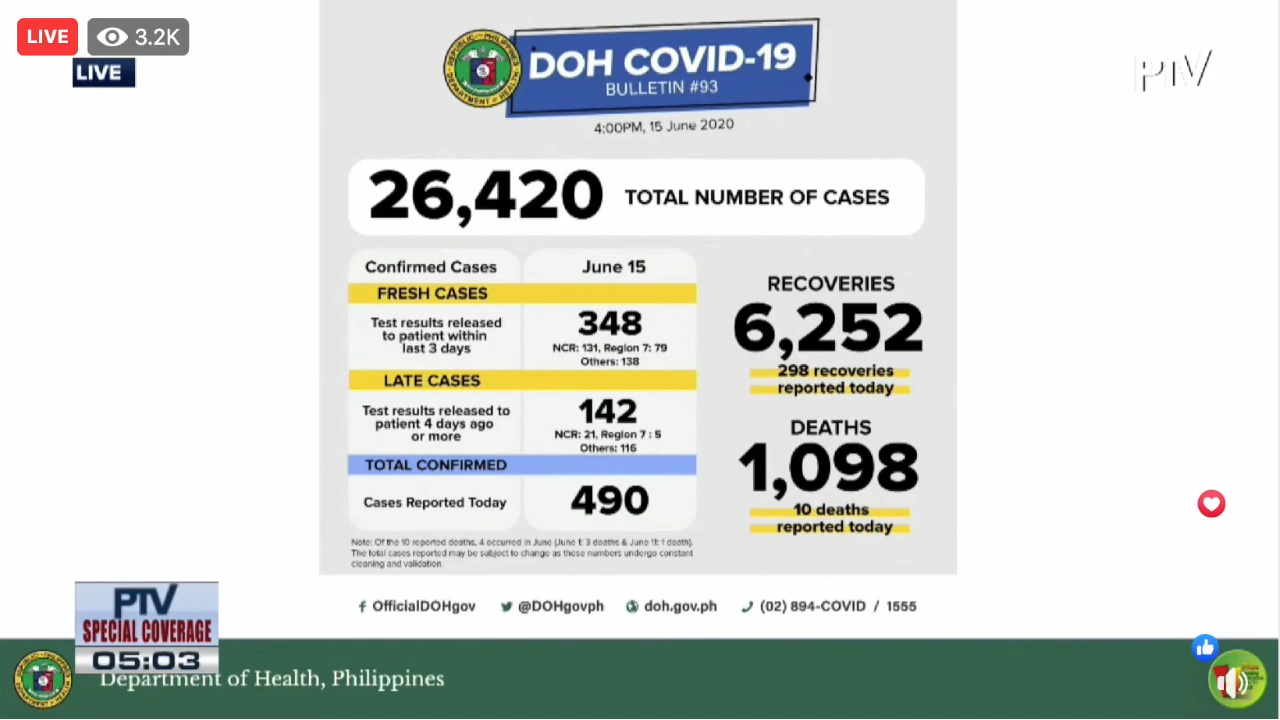 LIVE 3.2K
LIVE
PTV
DOH COVID-19
BULLETIN #93
4:00PM, 15 June 2020
26,420 TOTAL NUMBER OF CASES
Confirmed Cases June 15
FRESH CASES
Test results released
to patient within
last 3 days
348
NCR: 131, Region 7: 79
Others: 138
LATE CASES
Test results released to
patient 4 days ago
or more
142
NCR: 21, Region 7 : 5
Others: 116
TOTAL CONFIRMED
Cases Reported Today 490
RECOVERIES
6,252
298 recoveries
reported today
DEATHS
1,098
10 deaths
reported today
Note: Of the 10 reported deaths, 4 occurred in June (June 1: 3 deaths & June 11: 1 death).
The total cases reported may be subject to change as these numbers undergo constant
cleaning and validation.
OfficialDOHgov @DOHgovph doh.gov.ph (02) 894-COVID / 1555
PTV
SPECIAL COVERAGE
05:03
Department of Health, Philippines